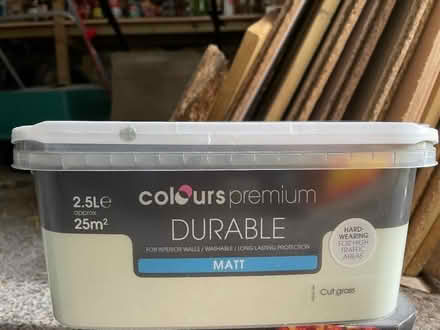 colours premium
2.5L℮
approx
25m²
DURABLE
FOR INTERIOR WALLS / WASHABLE / LONG LASTING PROTECTION
MATT
HARD-
WEARING
FOR HIGH
TRAFFIC
AREAS
Cut grass